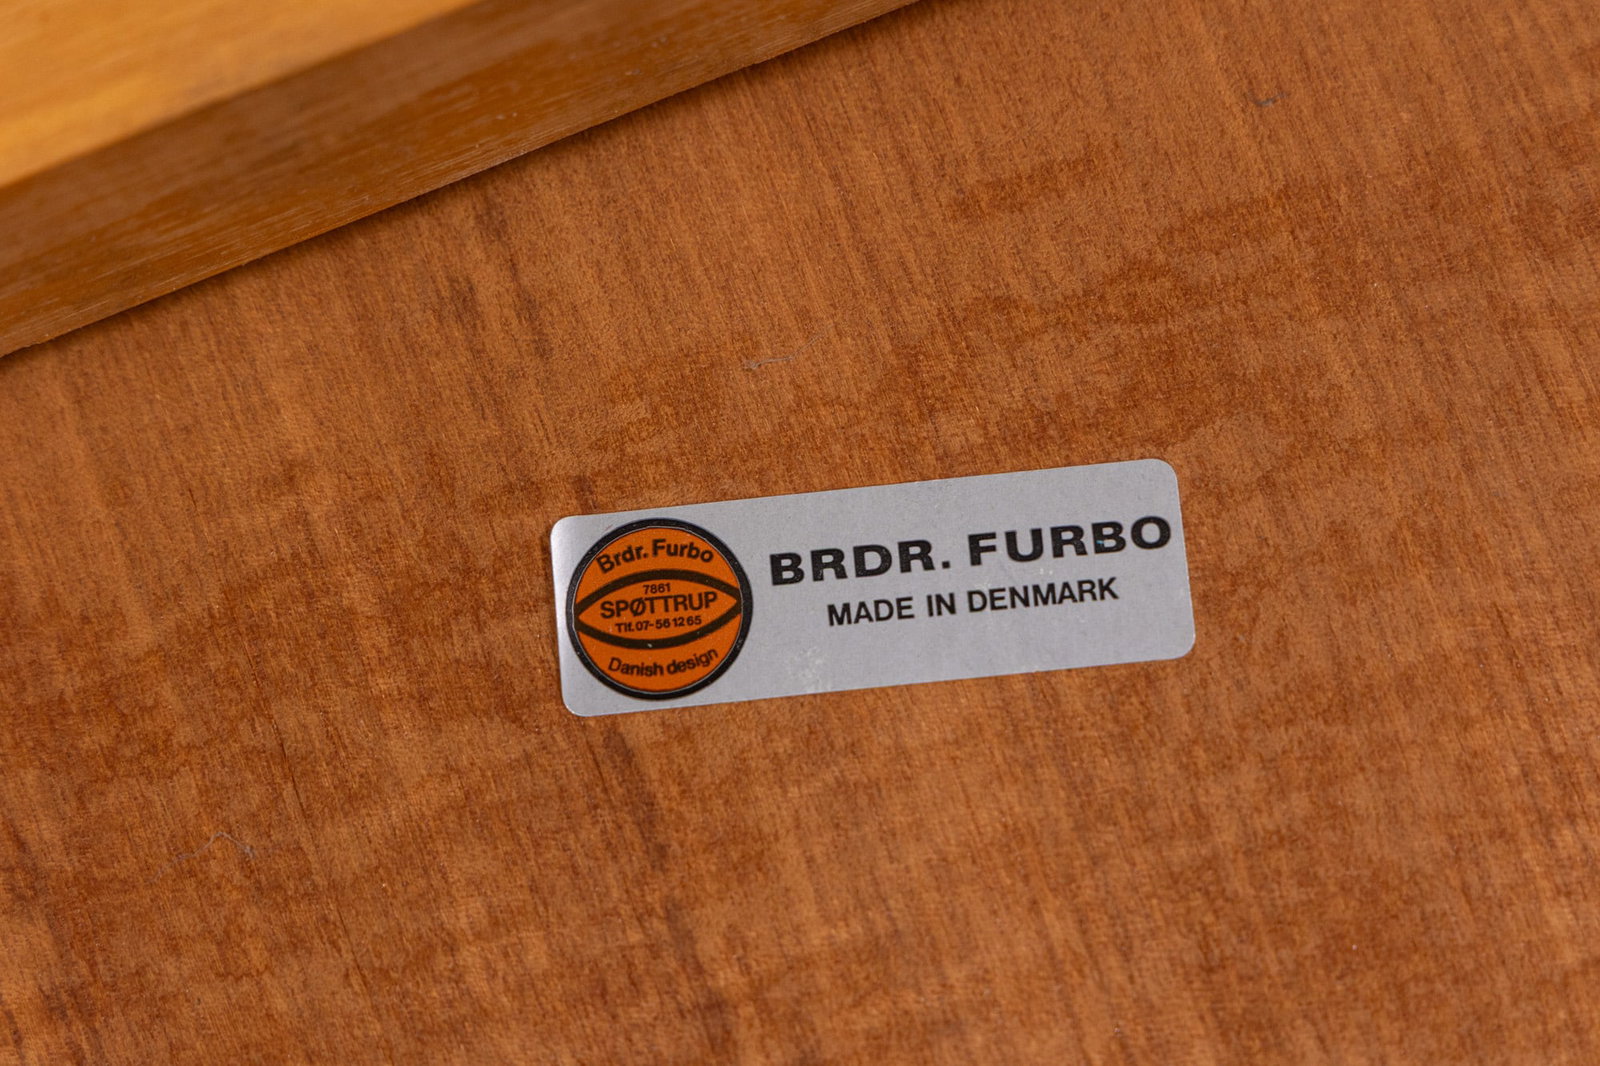 Brdr. Furbo
7861
SPØTTRUP
Tlf. 07-56 12 65
Danish design
BRDR. FURBO
MADE IN DENMARK